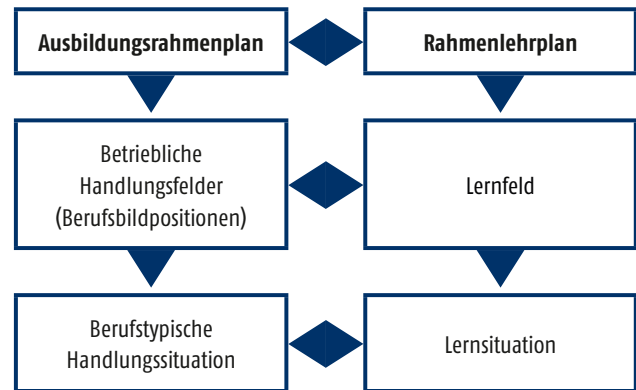 Ausbildungsrahmenplan
Rahmenlehrplan
Betriebliche
Handlungsfelder
(Berufsbildpositionen)
Lernfeld
Berufstypische
Handlungssituation
Lernsituation